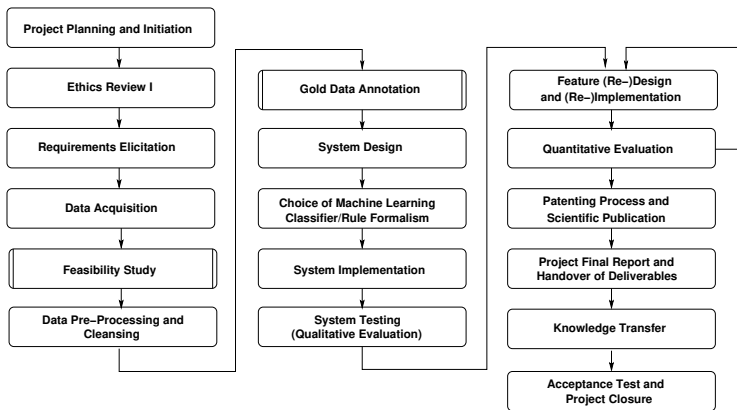 Project Planning and Initiation
Ethics Review I
Requirements Elicitation
Data Acquisition
Feasibility Study
Data Pre−Processing and
Cleansing
Gold Data Annotation
System Design
Choice of Machine Learning
Classifier/Rule Formalism
System Implementation
System Testing
(Qualitative Evaluation)
Feature (Re−)Design
and (Re−)Implementation
Quantitative Evaluation
Patenting Process and
Scientific Publication
Project Final Report and
Handover of Deliverables
Knowledge Transfer
Acceptance Test and
Project Closure